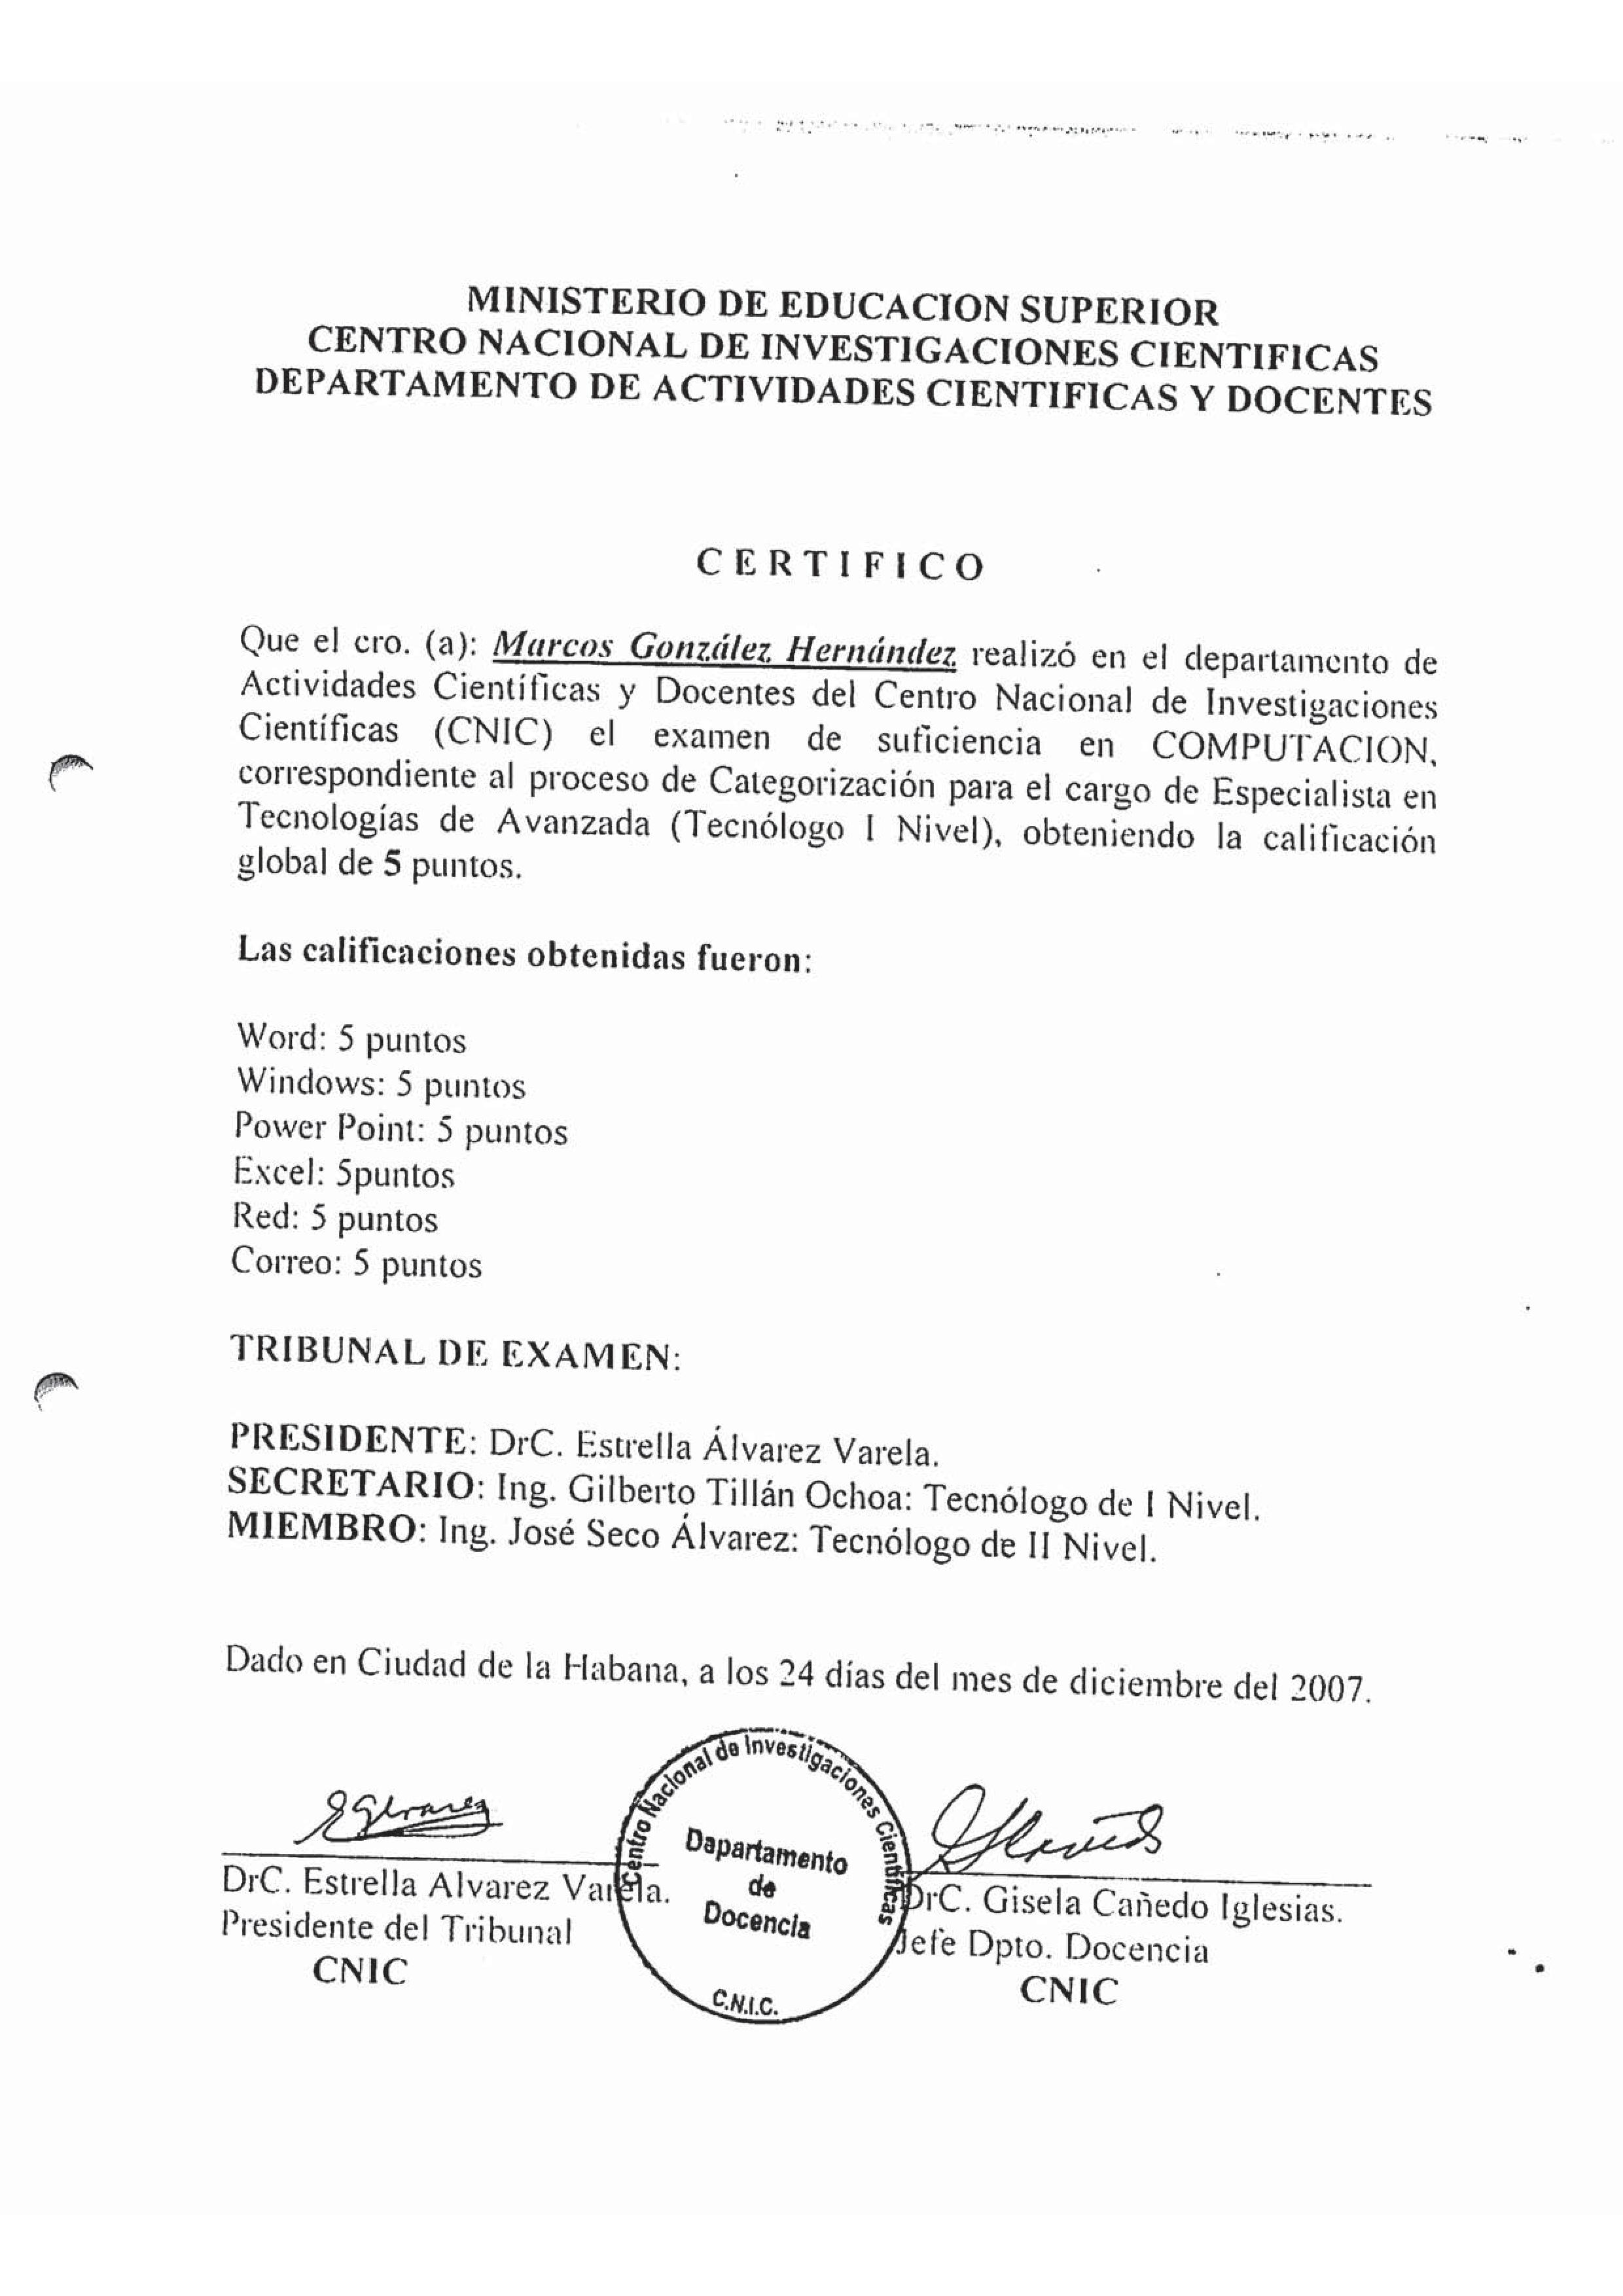 MINISTERIO DE EDUCACION SUPERIOR
CENTRO NACIONAL DE INVESTIGACIONES CIENTIFICAS
DEPARTAMENTO DE ACTIVIDADES CIENTIFICAS Y DOCENTES
CERTIFICO
Que el cro. (a): Marcos González Hernández realizó en el departamento de
Actividades Científicas y Docentes del Centro Nacional de Investigaciones
Científicas (CNIC) el examen de suficiencia en COMPUTACION,
correspondiente al proceso de Categorización para el cargo de Especialista en
Tecnologías de Avanzada (Tecnólogo I Nivel), obteniendo la calificación
global de 5 puntos.
Las calificaciones obtenidas fueron:
Word: 5 puntos
Windows: 5 puntos
Power Point: 5 puntos
Excel: 5puntos
Red: 5 puntos
Correo: 5 puntos
TRIBUNAL DE EXAMEN:
PRESIDENTE: DrC. Estrella Álvarez Varela.
SECRETARIO: Ing. Gilberto Tillán Ochoa: Tecnólogo de I Nivel.
MIEMBRO: Ing. José Seco Álvarez: Tecnólogo de II Nivel.
Dado en Ciudad de la Habana, a los 24 días del mes de diciembre del 2007.
Centro Nacional de Investigaciones Científicas
Dapartamento
de
Docencia
C.N.I.C.
DrC. Estrella Alvarez Varela.
Presidente del Tribunal
CNIC
DrC. Gisela Cañedo Iglesias.
Jefe Dpto. Docencia
CNIC